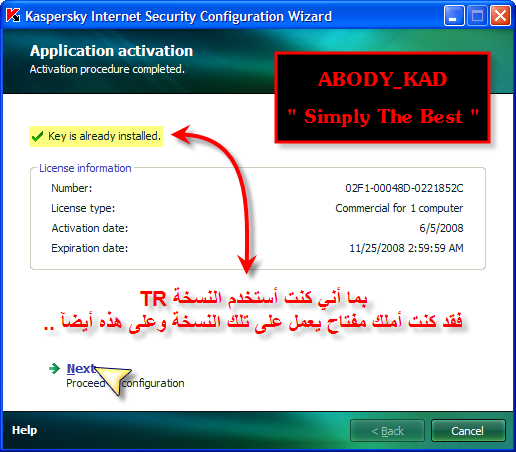 Kaspersky Internet Security Configuration Wizard
Application activation
Activation procedure completed.
ABODY_KAD
" Simply The Best "
Key is already installed.
License information
Number: 02F1-00048D-0221852C
License type: Commercial for 1 computer
Activation date: 6/5/2008
Expiration date: 11/25/2008 2:59:59 AM
بما أني كنت أستخدم النسخة TR
فقد كنت أملك مفتاح يعمل على تلك النسخة وعلى هذه أيضآ ..
Next
Proceed configuration
Help
< Back
Cancel